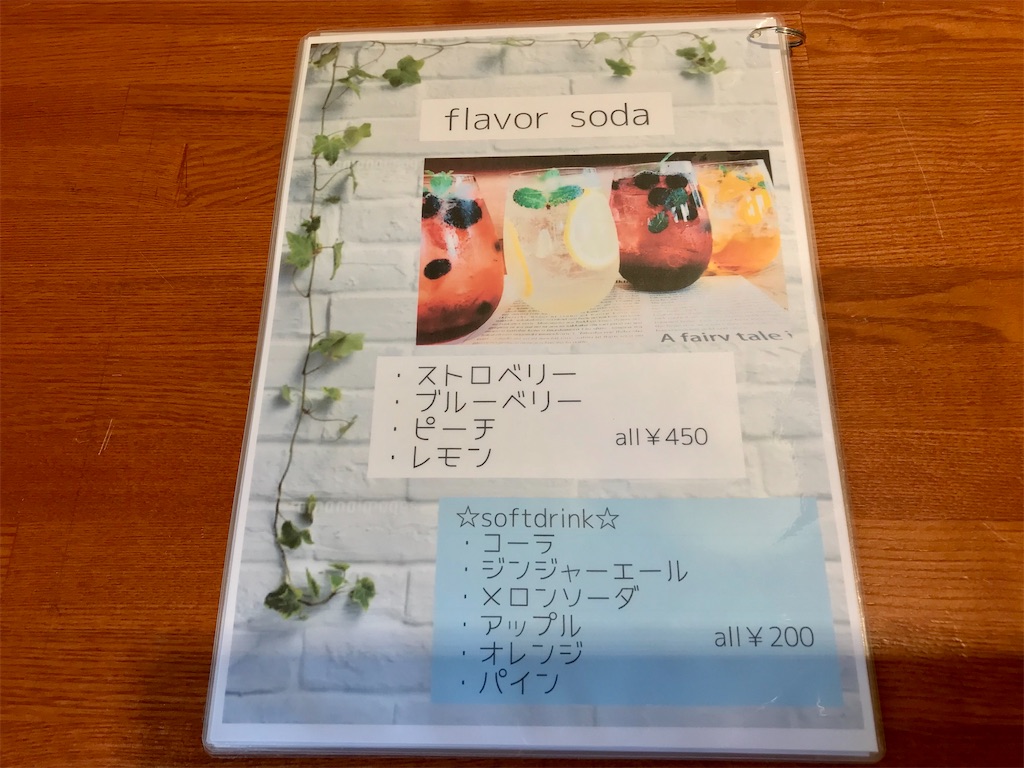 flavor soda
A fairy tale
・ストロベリー
・ブルーベリー
・ピーチ
・レモン
all￥450
☆softdrink☆
・コーラ
・ジンジャーエール
・メロンソーダ
・アップル
・オレンジ
・パイン
all￥200